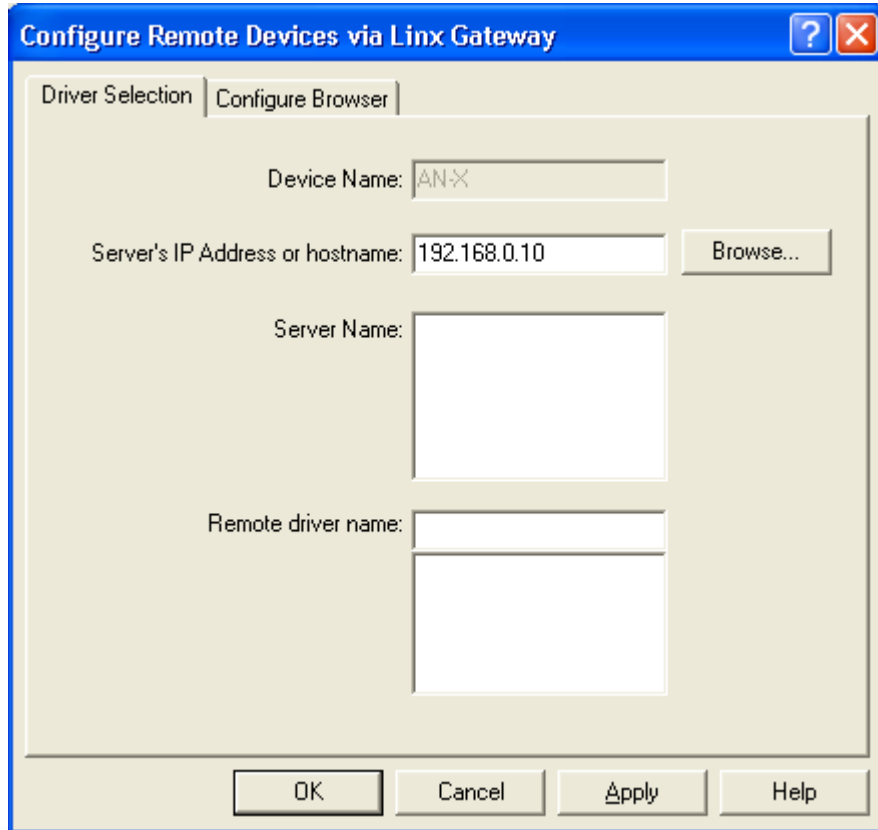 Configure Remote Devices via Linx Gateway
Driver Selection Configure Browser
Device Name: AN-X
Server's IP Address or hostname: 192.168.0.10 Browse...
Server Name:
Remote driver name:
OK Cancel Apply Help